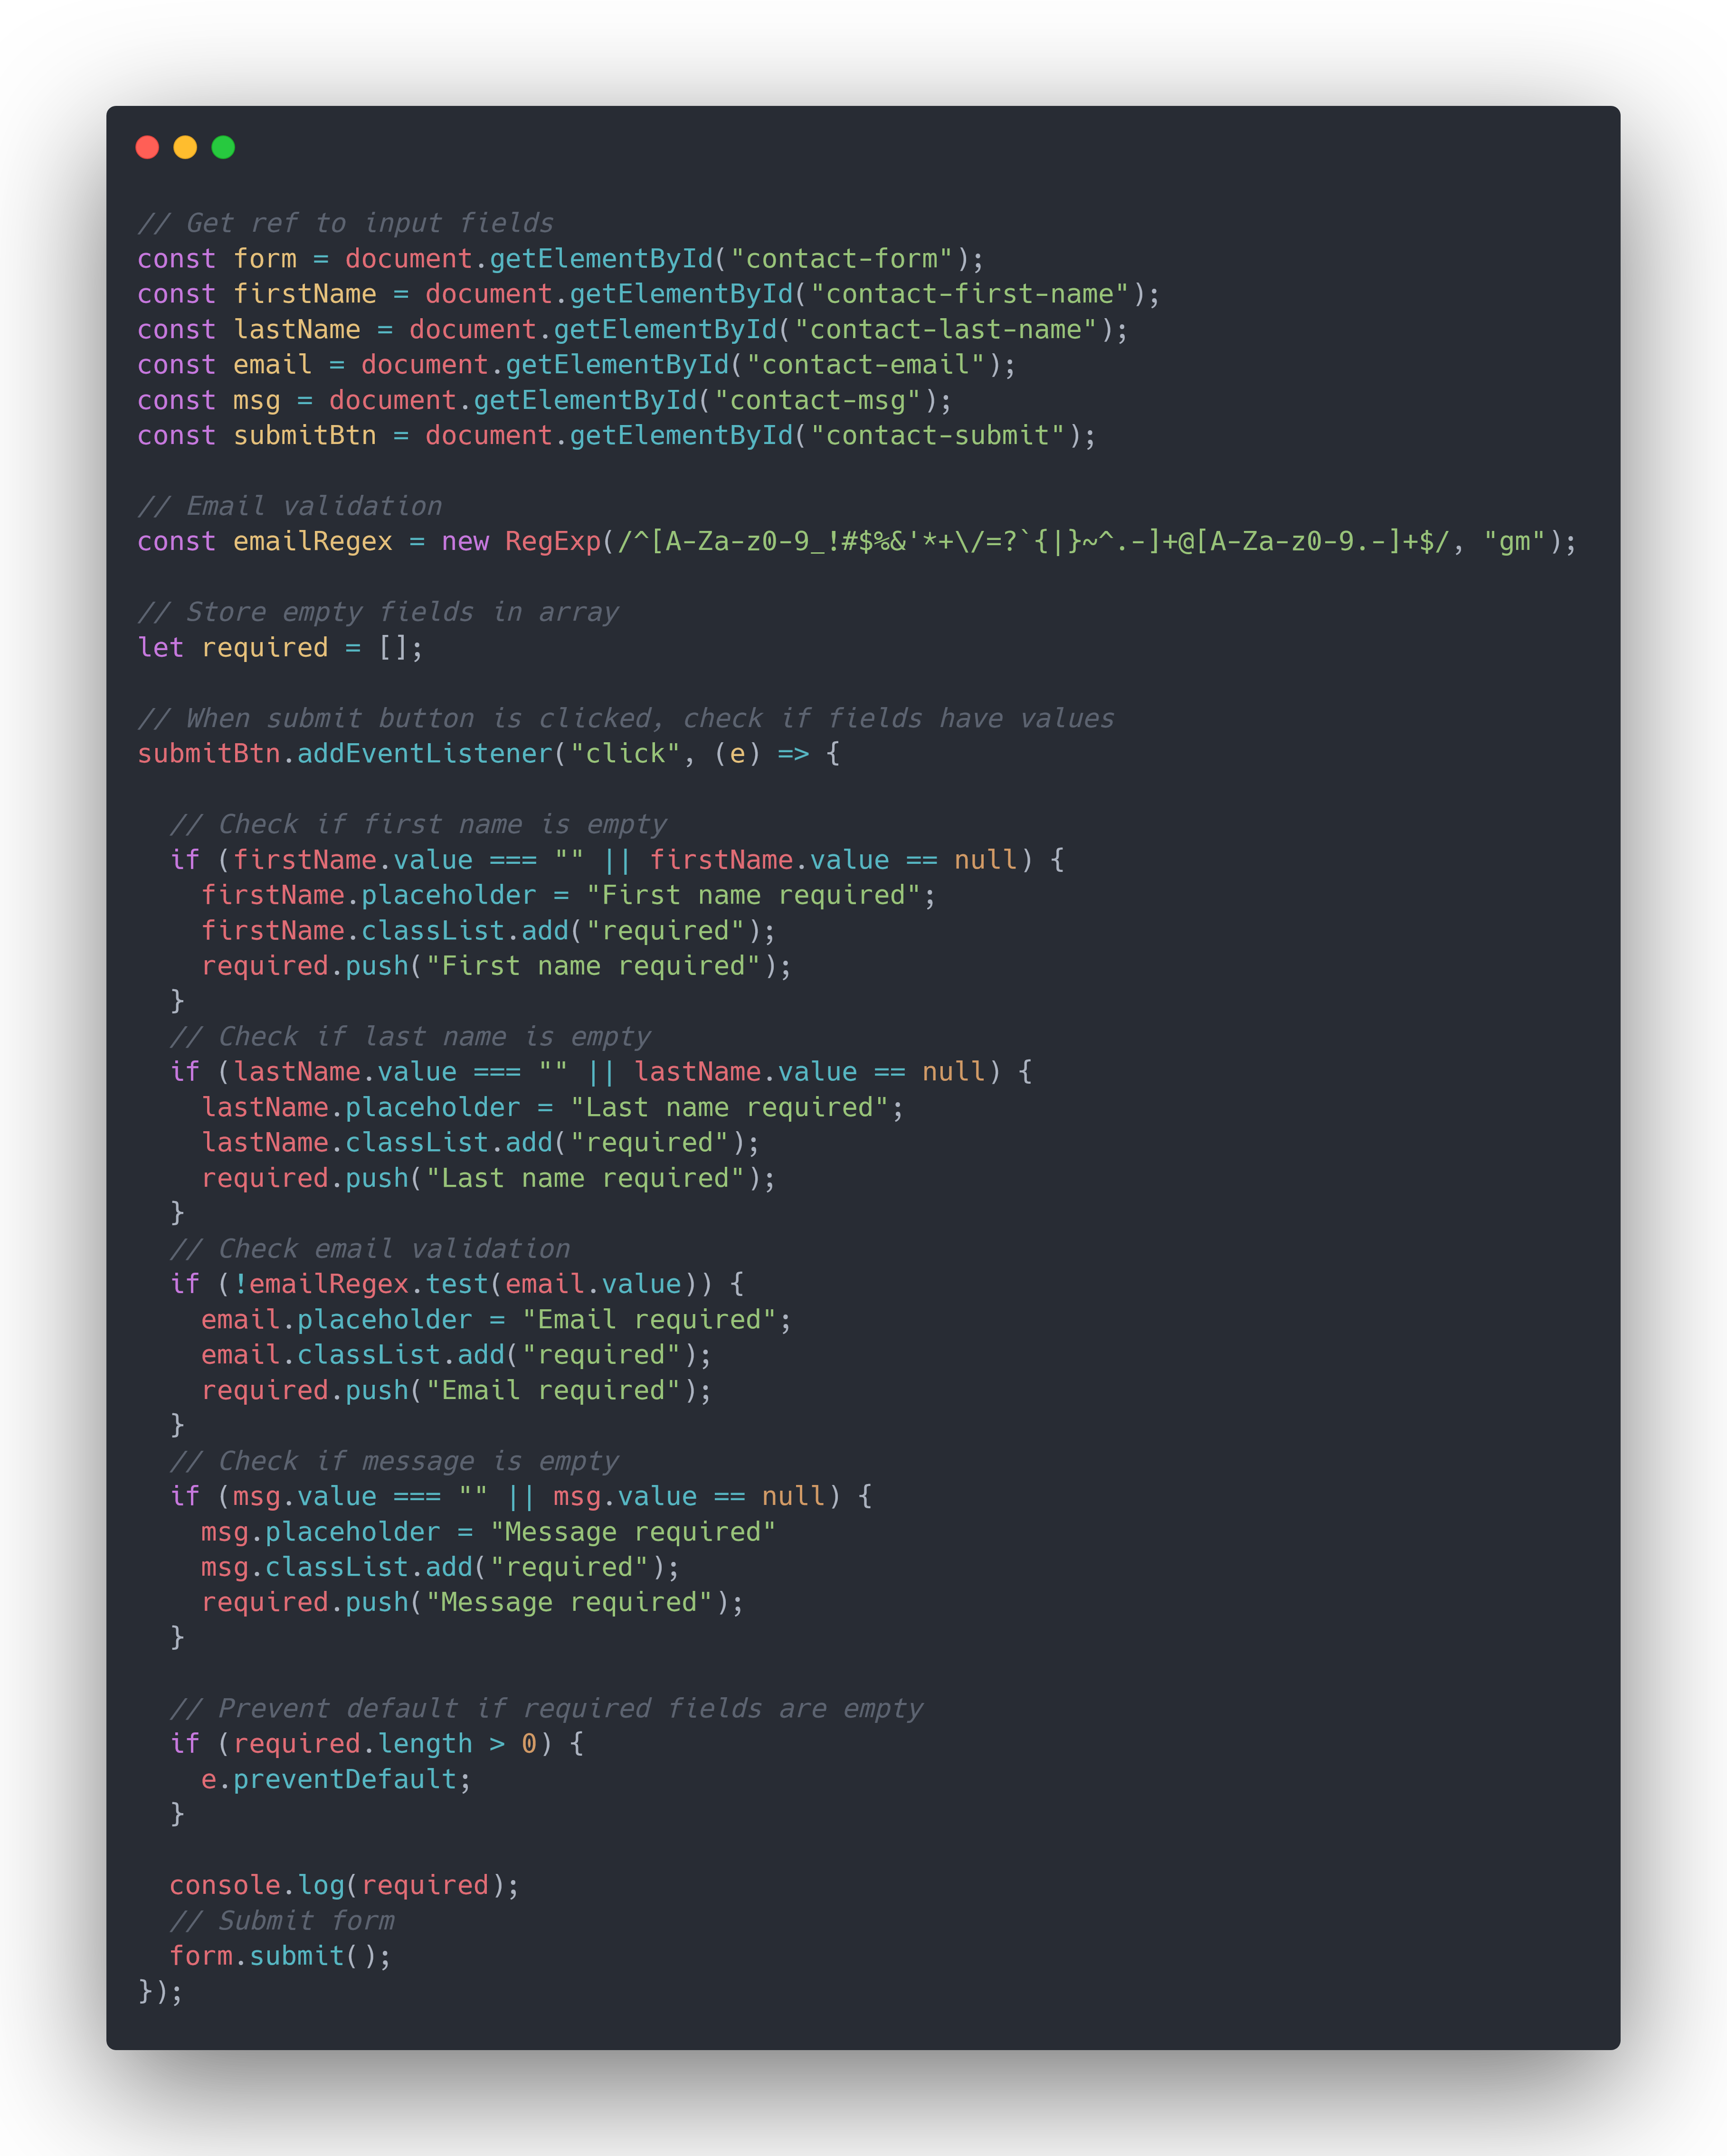 // Get ref to input fields
const form = document.getElementById("contact-form");
const firstName = document.getElementById("contact-first-name");
const lastName = document.getElementById("contact-last-name");
const email = document.getElementById("contact-email");
const msg = document.getElementById("contact-msg");
const submitBtn = document.getElementById("contact-submit");

// Email validation
const emailRegex = new RegExp(/^[A-Za-z0-9_!#$%&'*+\/=?`{|}~^.-]+@[A-Za-z0-9.-]+$/, "gm");

// Store empty fields in array
let required = [];

// When submit button is clicked, check if fields have values
submitBtn.addEventListener("click", (e) => {

  // Check if first name is empty
  if (firstName.value === "" || firstName.value == null) {
    firstName.placeholder = "First name required";
    firstName.classList.add("required");
    required.push("First name required");
  }
  // Check if last name is empty
  if (lastName.value === "" || lastName.value == null) {
    lastName.placeholder = "Last name required";
    lastName.classList.add("required");
    required.push("Last name required");
  }
  // Check email validation
  if (!emailRegex.test(email.value)) {
    email.placeholder = "Email required";
    email.classList.add("required");
    required.push("Email required");
  }
  // Check if message is empty
  if (msg.value === "" || msg.value == null) {
    msg.placeholder = "Message required"
    msg.classList.add("required");
    required.push("Message required");
  }

  // Prevent default if required fields are empty
  if (required.length > 0) {
    e.preventDefault;
  }

  console.log(required);
  // Submit form
  form.submit();
});